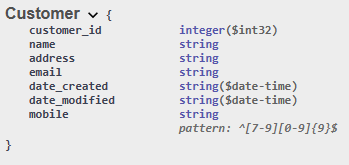 Customer {
customer_id integer($int32)
name string
address string
email string
date_created string($date-time)
date_modified string($date-time)
mobile string
pattern: ^[7-9][0-9]{9}$
}